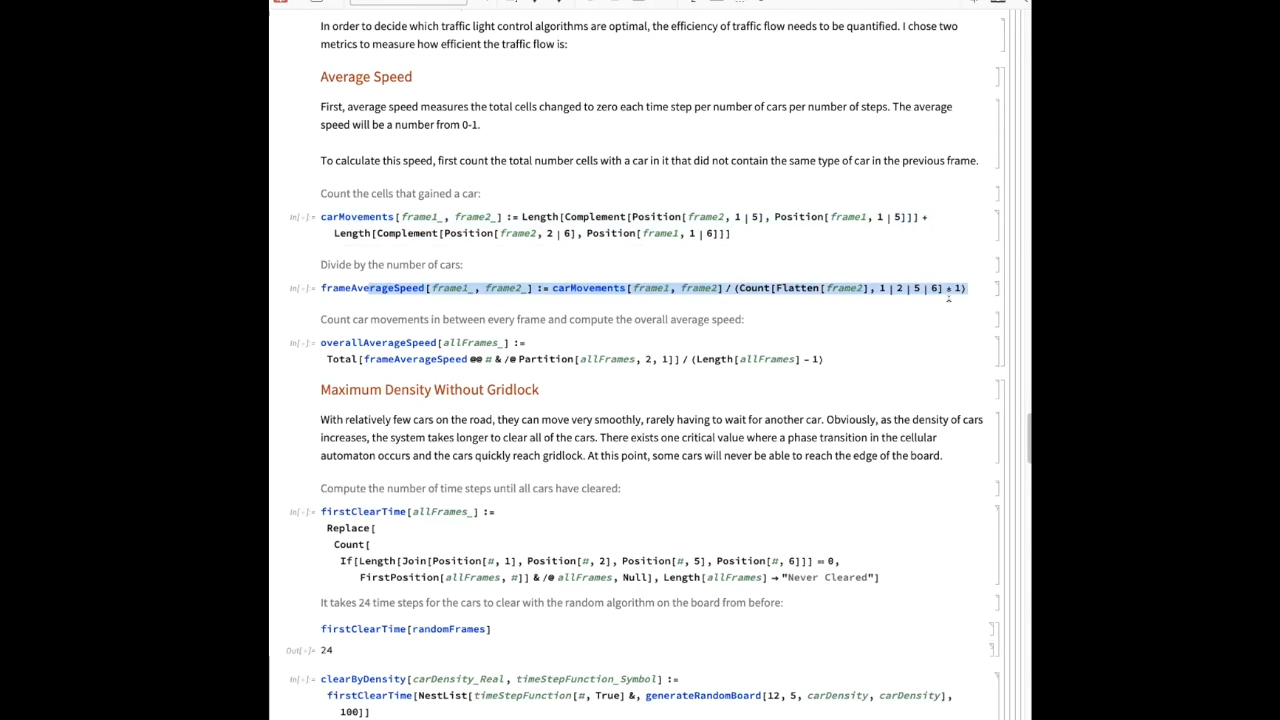 In order to decide which traffic light control algorithms are optimal, the efficiency of traffic flow needs to be quantified. I chose two
metrics to measure how efficient the traffic flow is:
Average Speed
First, average speed measures the total cells changed to zero each time step per number of cars per number of steps. The average
speed will be a number from 0-1.
To calculate this speed, first count the total number cells with a car in it that did not contain the same type of car in the previous frame.
Count the cells that gained a car:
In[◦]:= carMovements[frame1_, frame2_] := Length[Complement[Position[frame2, 1 | 5], Position[frame1, 1 | 5]]] +
Length[Complement[Position[frame2, 2 | 6], Position[frame1, 1 | 6]]]
Divide by the number of cars:
In[◦]:= frameAverageSpeed[frame1_, frame2_] := carMovements[frame1, frame2] / (Count[Flatten[frame2], 1 | 2 | 5 | 6] + 1)
Count car movements in between every frame and compute the overall average speed:
In[◦]:= overallAverageSpeed[allFrames_] :=
Total[frameAverageSpeed @@ # & /@ Partition[allFrames, 2, 1]] / (Length[allFrames] - 1)
Maximum Density Without Gridlock
With relatively few cars on the road, they can move very smoothly, rarely having to wait for another car. Obviously, as the density of cars
increases, the system takes longer to clear all of the cars. There exists one critical value where a phase transition in the cellular
automaton occurs and the cars quickly reach gridlock. At this point, some cars will never be able to reach the edge of the board.
Compute the number of time steps until all cars have cleared:
In[◦]:= firstClearTime[allFrames_] :=
Replace[
Count[
If[Length[Join[Position[#, 1], Position[#, 2], Position[#, 5], Position[#, 6]]] == 0,
FirstPosition[allFrames, #]] & /@ allFrames, Null], Length[allFrames] → "Never Cleared"]
It takes 24 time steps for the cars to clear with the random algorithm on the board from before:
firstClearTime[randomFrames]
Out[◦]= 24
In[◦]:= clearByDensity[carDensity_Real, timeStepFunction_Symbol] :=
firstClearTime[NestList[timeStepFunction[#, True] &, generateRandomBoard[12, 5, carDensity, carDensity],
100]]